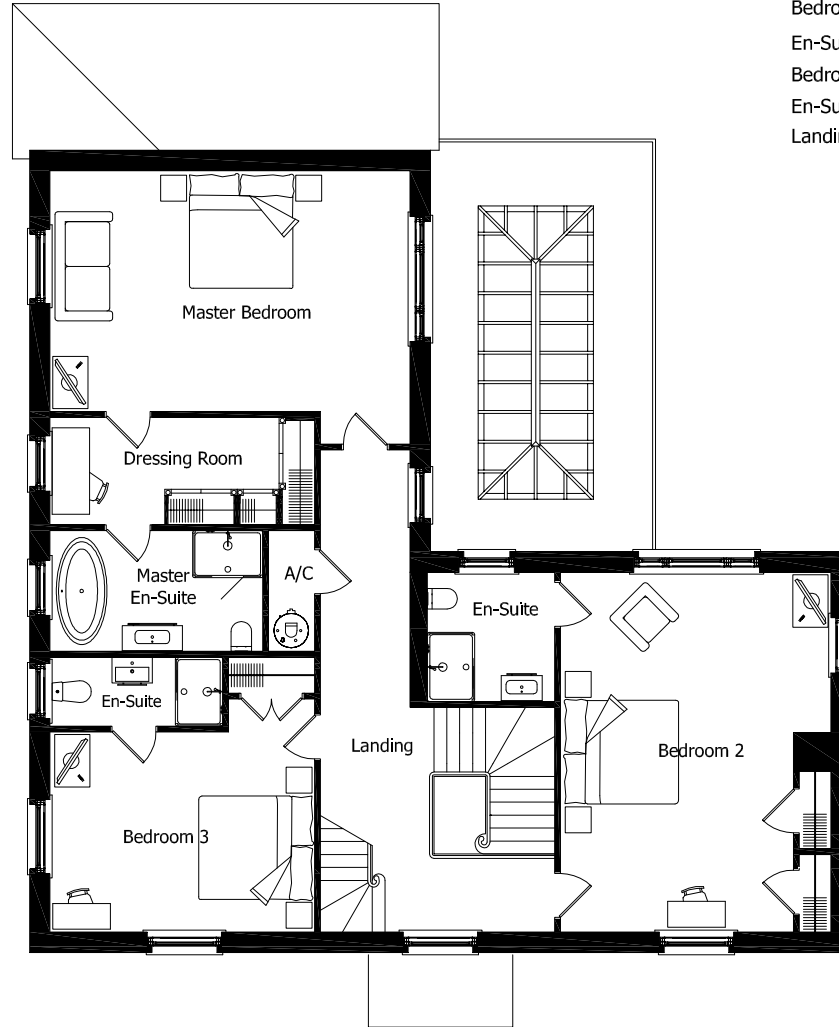 Bedro
En-Su
Bedro
En-Su
Landi
Master Bedroom
Dressing Room
Master
En-Suite
A/C
En-Suite
En-Suite
Landing
Bedroom 2
Bedroom 3